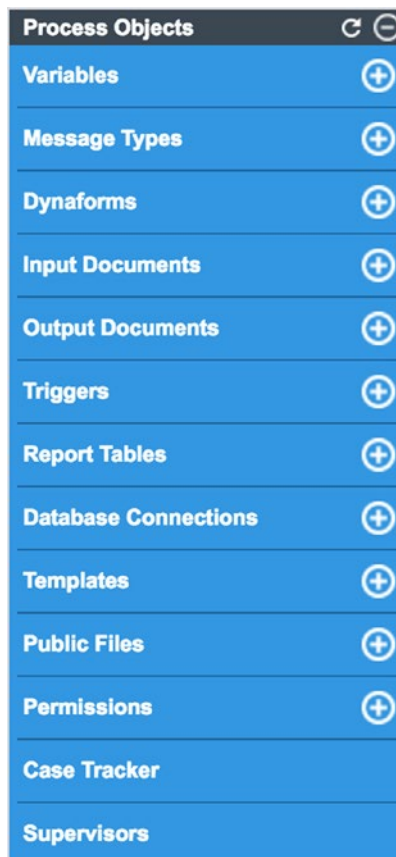 Process Objects
Variables
Message Types
Dynaforms
Input Documents
Output Documents
Triggers
Report Tables
Database Connections
Templates
Public Files
Permissions
Case Tracker
Supervisors